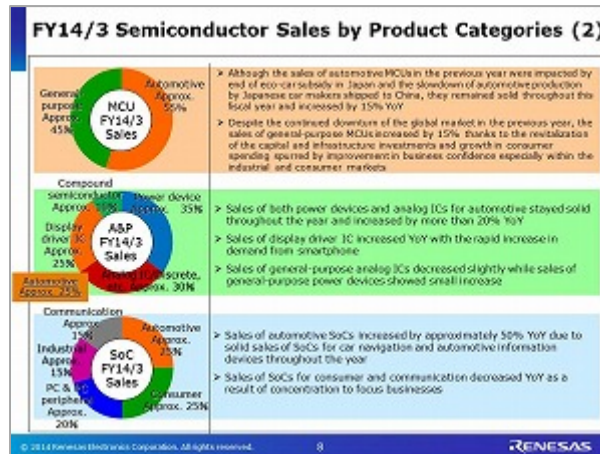 FY14/3 Semiconductor Sales by Product Categories (2)
General
purpose
Approx.
45%
MCU
FY14/3
Sales
Automotive
Approx.
55%
➤ Although the sales of automotive MCUs in the previous year were impacted by
end of eco-car subsidy in Japan and the slowdown of automotive production
by Japanese car makers shipped to China, they remained solid throughout this
fiscal year and increased by 15% YoY
➤ Despite the continued downturn of the global market in the previous year, the
sales of general-purpose MCUs increased by 15% thanks to the revitalization
of the capital and infrastructure investments and growth in consumer
spending spurred by improvement in business confidence especially within the
industrial and consumer markets
Compound
semiconductor
Approx. 10%
Power device
Approx. 35%
Display
driver IC
Approx.
25%
A&P
FY14/3
Sales
Automotive
Approx. 25%
Analog IC, Discrete,
etc. Approx. 30%
➤ Sales of both power devices and analog ICs for automotive stayed solid
throughout the year and increased by more than 20% YoY
➤ Sales of display driver IC increased YoY with the rapid increase in
demand from smartphone
➤ Sales of general-purpose analog ICs decreased slightly while sales of
general-purpose power devices showed small increase
Communication
Approx.
15%
Automotive
Approx.
25%
Industrial
Approx.
15%
SoC
FY14/3
Sales
PC &
peripheral
Approx.
20%
Consumer
Approx. 25%
➤ Sales of automotive SoCs increased by approximately 50% YoY due to
solid sales of SoCs for car navigation and automotive information
devices throughout the year
➤ Sales of SoCs for consumer and communication decreased YoY as a
result of concentration to focus businesses
© 2014 Renesas Electronics Corporation. All rights reserved.
8
RENESAS